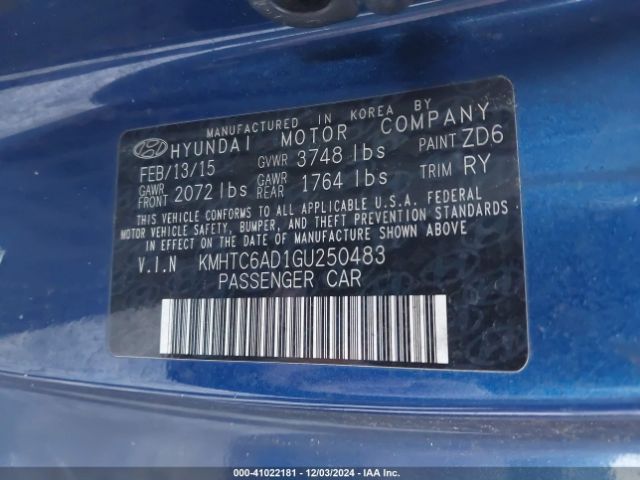 MANUFACTURED IN KOREA BY
HYUNDAI MOTOR COMPANY
FEB/13/15 GVWR 3748 lbs PAINT ZD6
GAWR FRONT 2072 lbs GAWR REAR 1764 lbs TRIM RY
THIS VEHICLE CONFORMS TO ALL APPLICABLE U.S.A. FEDERAL
MOTOR VEHICLE SAFETY, BUMPER, AND THEFT PREVENTION STANDARDS
IN EFFECT ON THE DATE OF MANUFACTURE SHOWN ABOVE.
V.I.N KMHTC6AD1GU250483
PASSENGER CAR
000-41022181 - 12/03/2024 - IAA Inc.